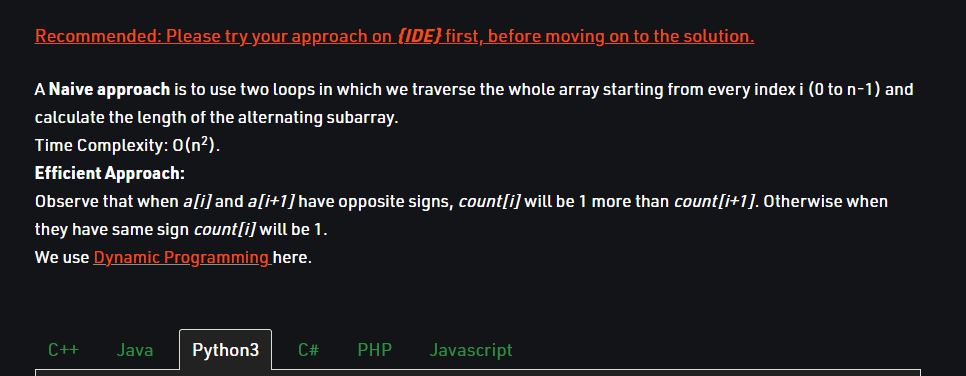 Recommended: Please try your approach on {IDE} first, before moving on to the solution.
A Naive approach is to use two loops in which we traverse the whole array starting from every index i (0 to n-1) and
calculate the length of the alternating subarray.
Time Complexity: O(n²).
Efficient Approach:
Observe that when a[i] and a[i+1] have opposite signs, count[i] will be 1 more than count[i+1]. Otherwise when
they have same sign count[i] will be 1.
We use Dynamic Programming here.
C++ Java Python3 C# PHP Javascript